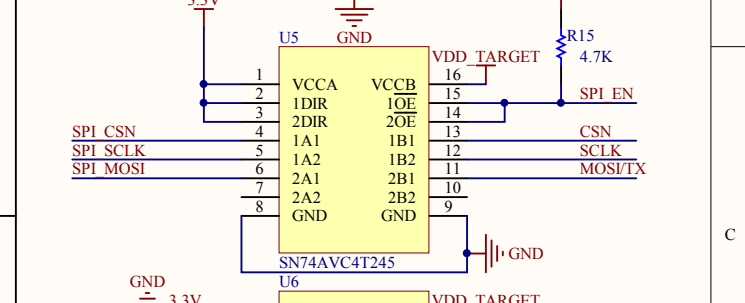 3.3V
U5
GND
R15
4.7K
VDD_TARGET
1 VCCA VCCB 16
2 1DIR 1OE 15 SPI_EN
3 2DIR 2OE 14
SPI_CSN 4 1A1 1B1 13 CSN
SPI_SCLK 5 1A2 1B2 12 SCLK
SPI_MOSI 6 2A1 2B1 11 MOSI/TX
7 2A2 2B2 10
8 GND GND 9
C
GND
SN74AVC4T245
GND
U6
3.3V
VDD_TARGET